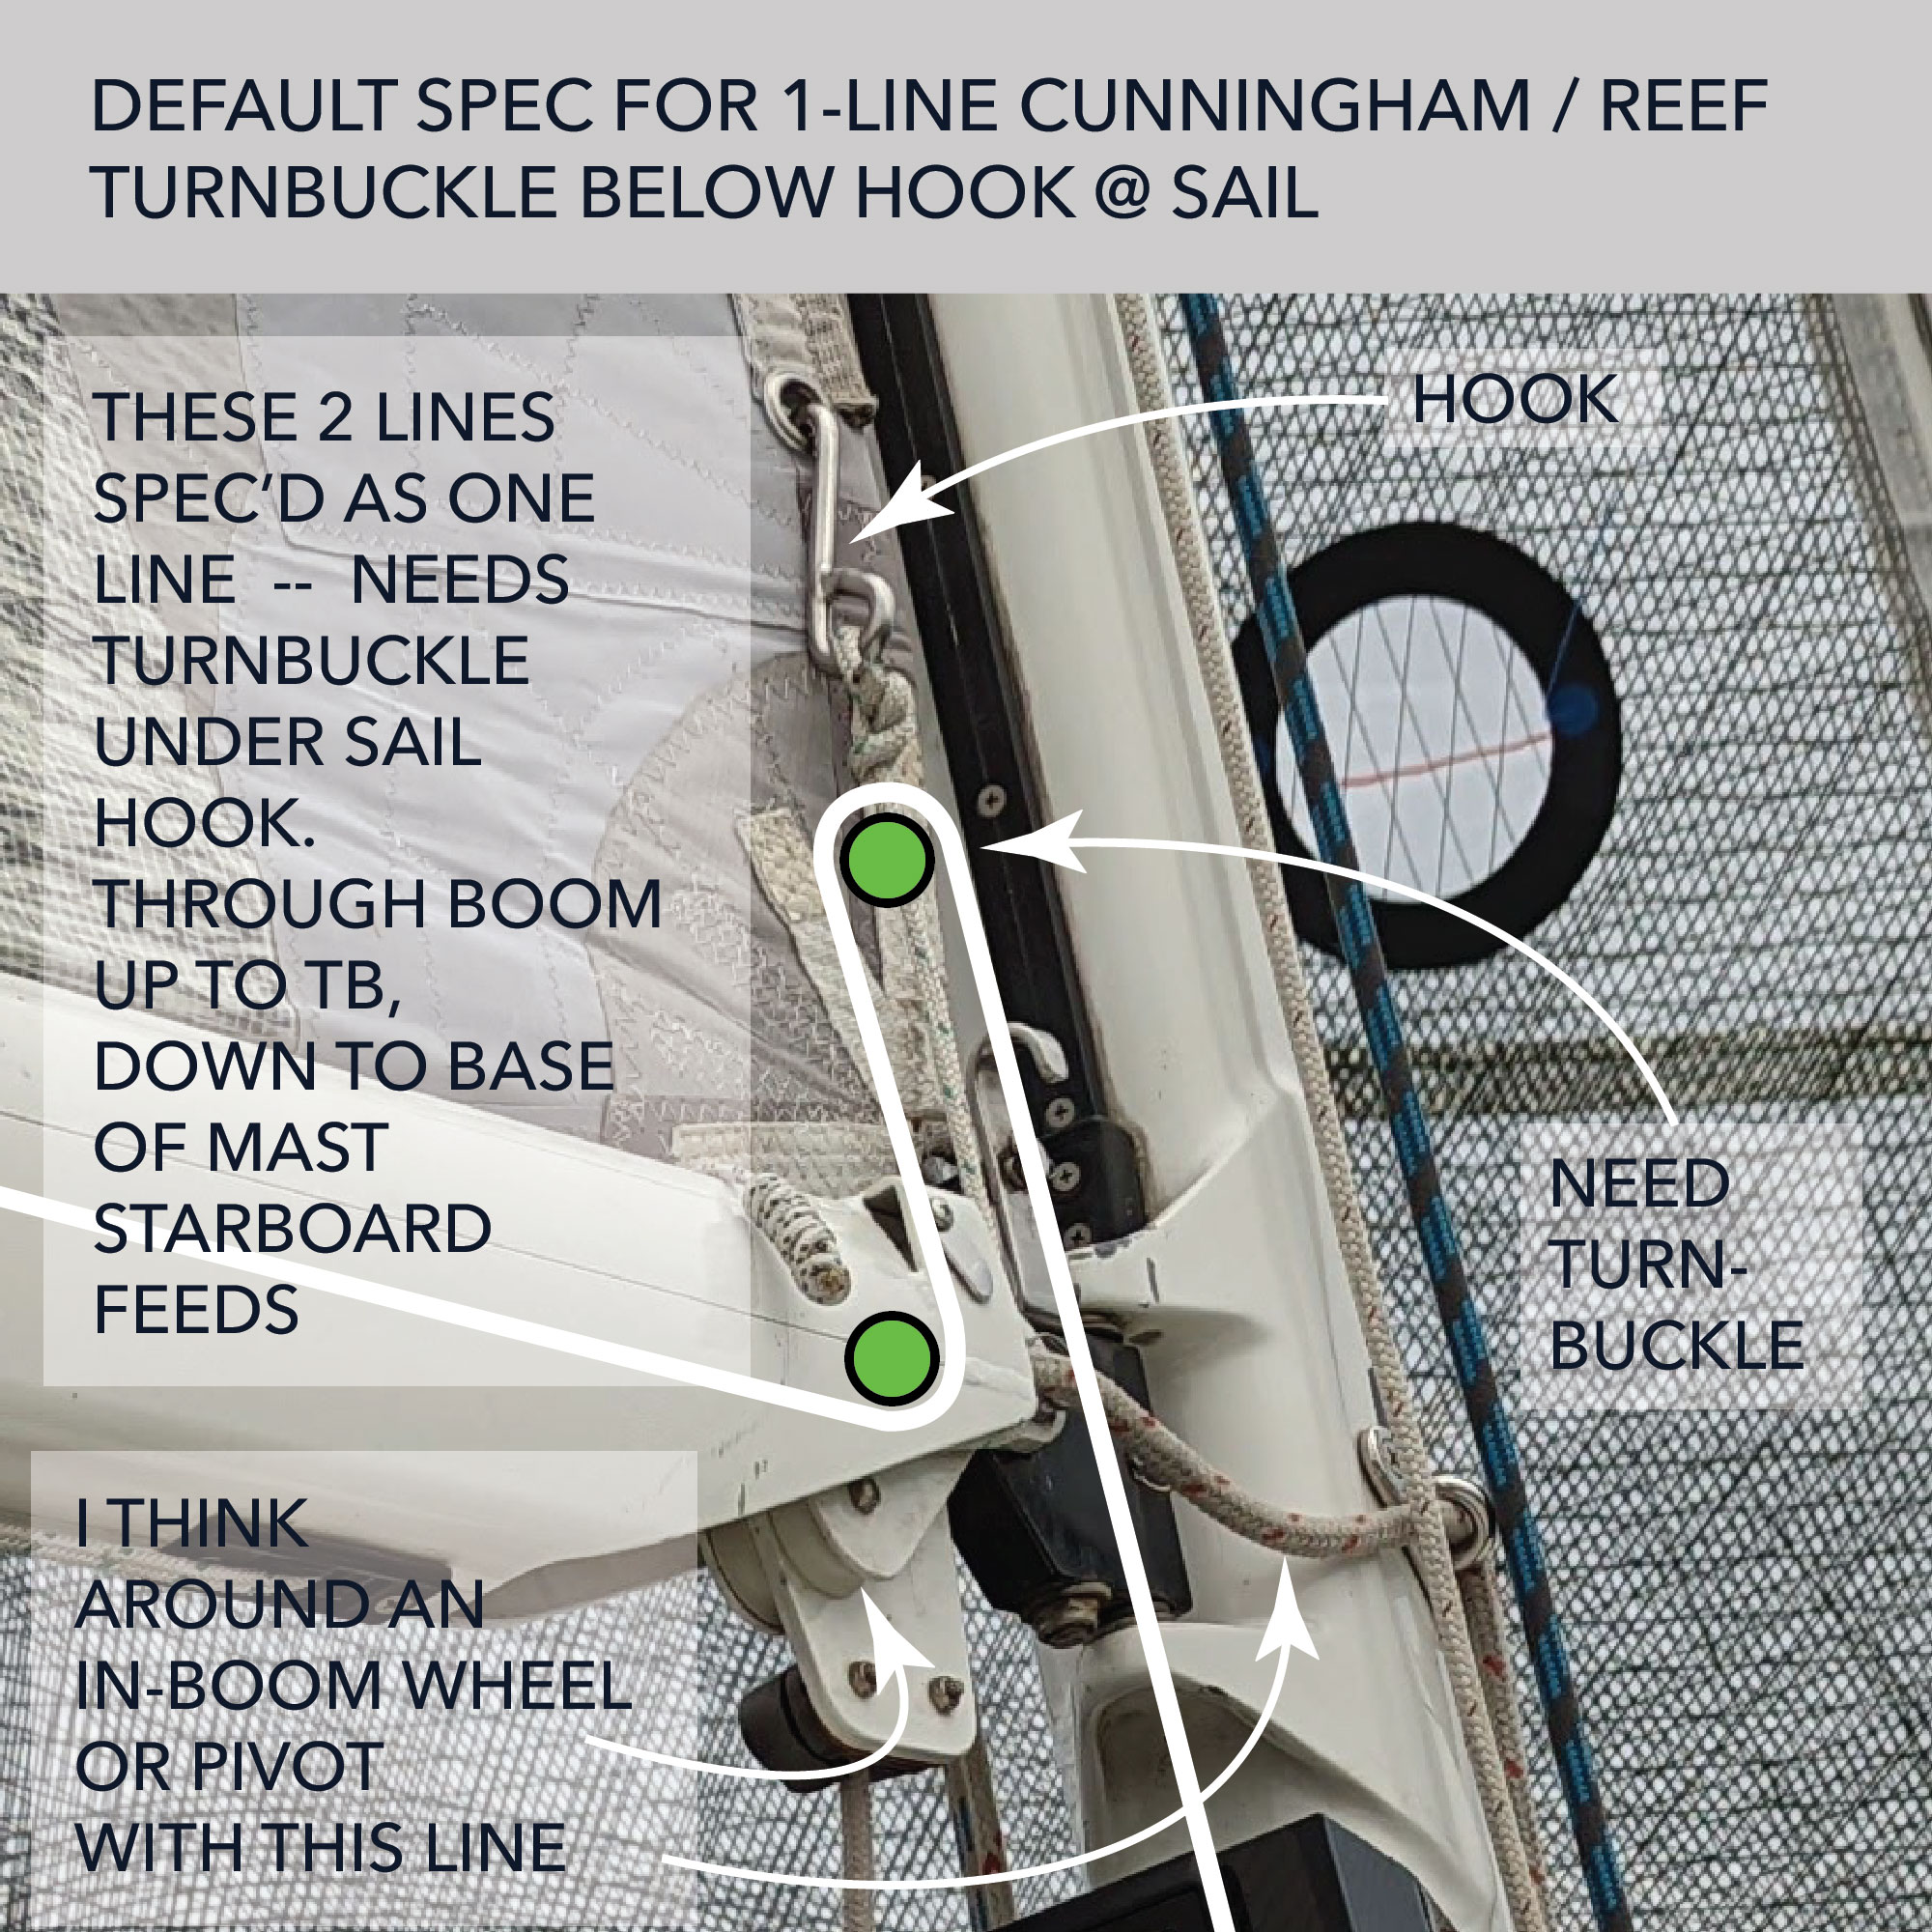 DEFAULT SPEC FOR 1-LINE CUNNINGHAM / REEF
TURNBUCKLE BELOW HOOK @ SAIL
HOOK
THESE 2 LINES
SPEC’D AS ONE
LINE -- NEEDS
TURNBUCKLE
UNDER SAIL
HOOK.
THROUGH BOOM
UP TO TB,
DOWN TO BASE
OF MAST
STARBOARD
FEEDS
NEED
TURN-
BUCKLE
I THINK
AROUND AN
IN-BOOM WHEEL
OR PIVOT
WITH THIS LINE